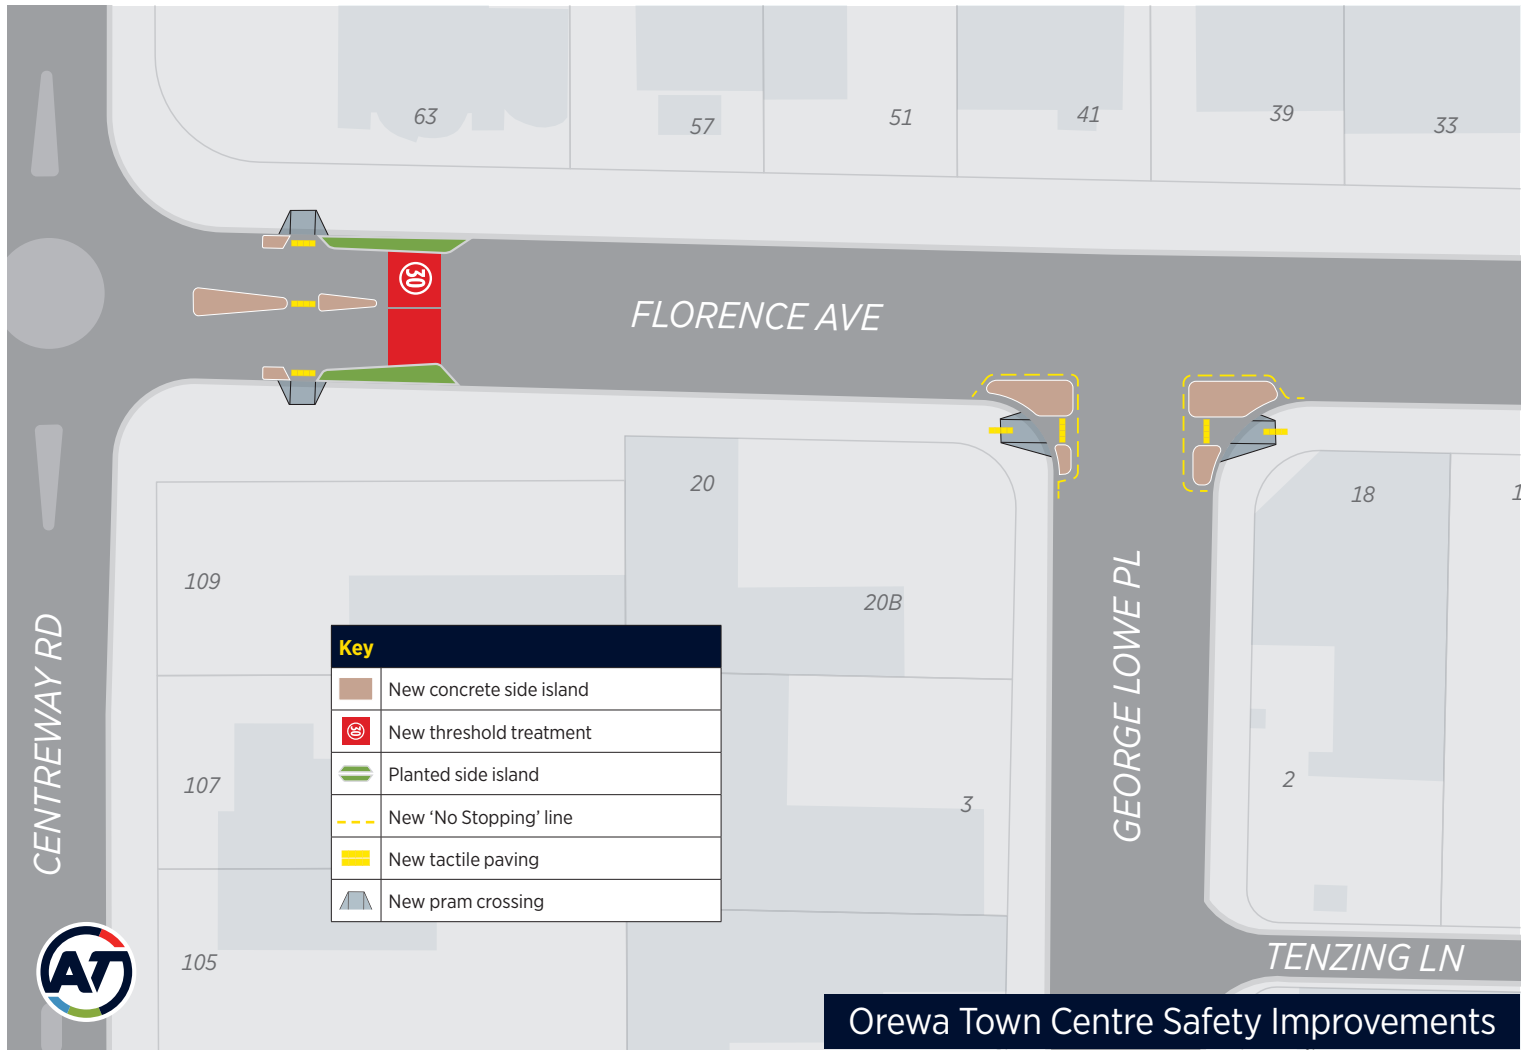 63
57
51
41
39
33
30
FLORENCE AVE
20
18
1
109
20B
CENTREWAY RD
GEORGE LOWE PL
Key
New concrete side island
30
New threshold treatment
Planted side island
New ‘No Stopping’ line
New tactile paving
New pram crossing
107
3
2
105
TENZING LN
AT
Orewa Town Centre Safety Improvements